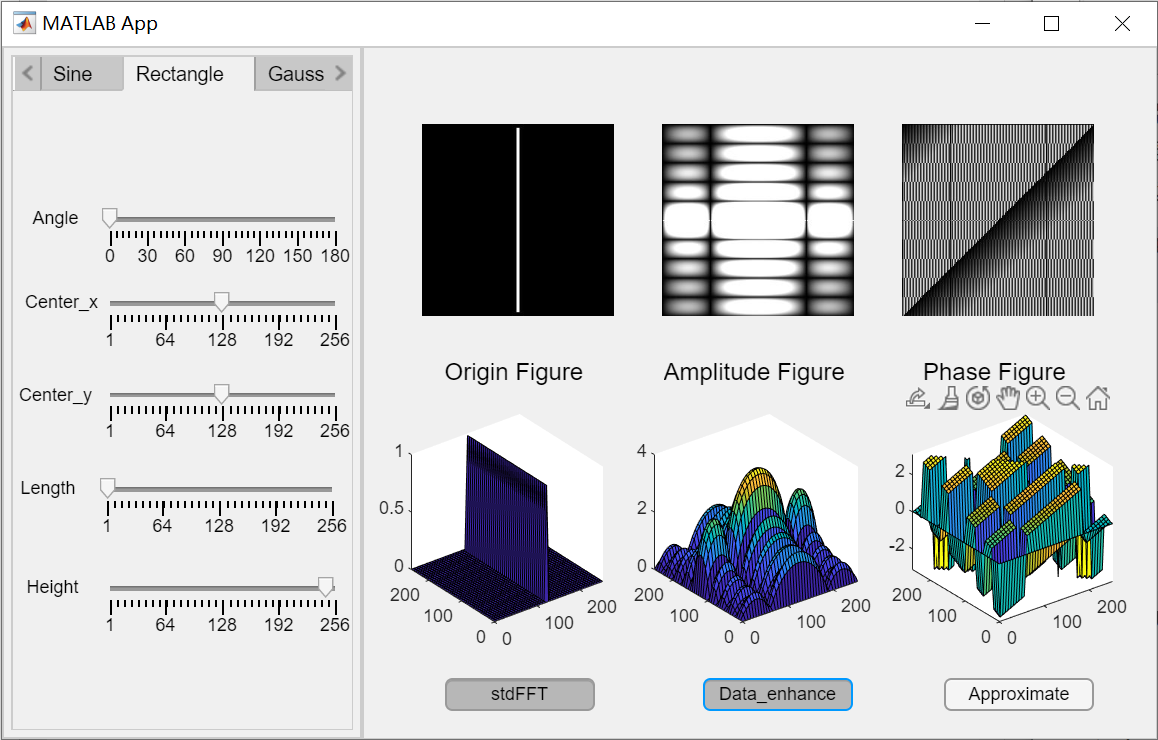 MATLAB App
Sine Rectangle Gauss
Angle
0 30 60 90 120 150 180
Center_x
1 64 128 192 256
Center_y
1 64 128 192 256
Length
1 64 128 192 256
Height
1 64 128 192 256
Origin Figure Amplitude Figure Phase Figure
1
0.5
0
200
100
0
0
100
200
4
2
0
200
100
0
0
100
200
2
0
-2
200
100
0
0
100
200
stdFFT Data_enhance Approximate